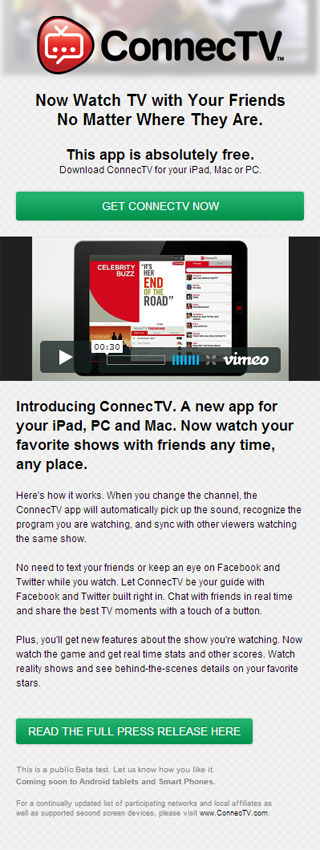 ConnecTV™
Now Watch TV with Your Friends
No Matter Where They Are.
This app is absolutely free.
Download ConnecTV for your iPad, Mac or PC.
GET CONNECTV NOW
CELEBRITY
BUZZ
"IT'S
HER
END
OF THE
ROAD"
TRENDING
00:30
vimeo
Introducing ConnecTV. A new app for
your iPad, PC and Mac. Now watch your
favorite shows with friends any time,
any place.
Here's how it works. When you change the channel, the
ConnecTV app will automatically pick up the sound, recognize the
program you are watching, and sync with other viewers watching
the same show.
No need to text your friends or keep an eye on Facebook and
Twitter while you watch. Let ConnecTV be your guide with
Facebook and Twitter built right in. Chat with friends in real time
and share the best TV moments with a touch of a button.
Plus, you'll get new features about the show you're watching. Now
watch the game and get real time stats and other scores. Watch
reality shows and see behind-the-scenes details on your favorite
stars.
READ THE FULL PRESS RELEASE HERE
This is a public Beta test. Let us know how you like it.
Coming soon to Android tablets and Smart Phones.
For a continually updated list of participating networks and local affiliates as
well as supported second screen devices, please visit www.ConnecTV.com.